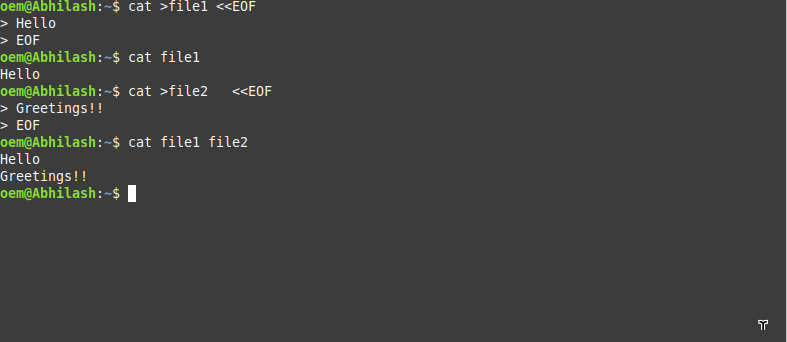 oem@Abhilash:~$ cat >file1 <<EOF
> Hello
> EOF
oem@Abhilash:~$ cat file1
Hello
oem@Abhilash:~$ cat >file2   <<EOF
> Greetings!!
> EOF
oem@Abhilash:~$ cat file1 file2
Hello
Greetings!!
oem@Abhilash:~$